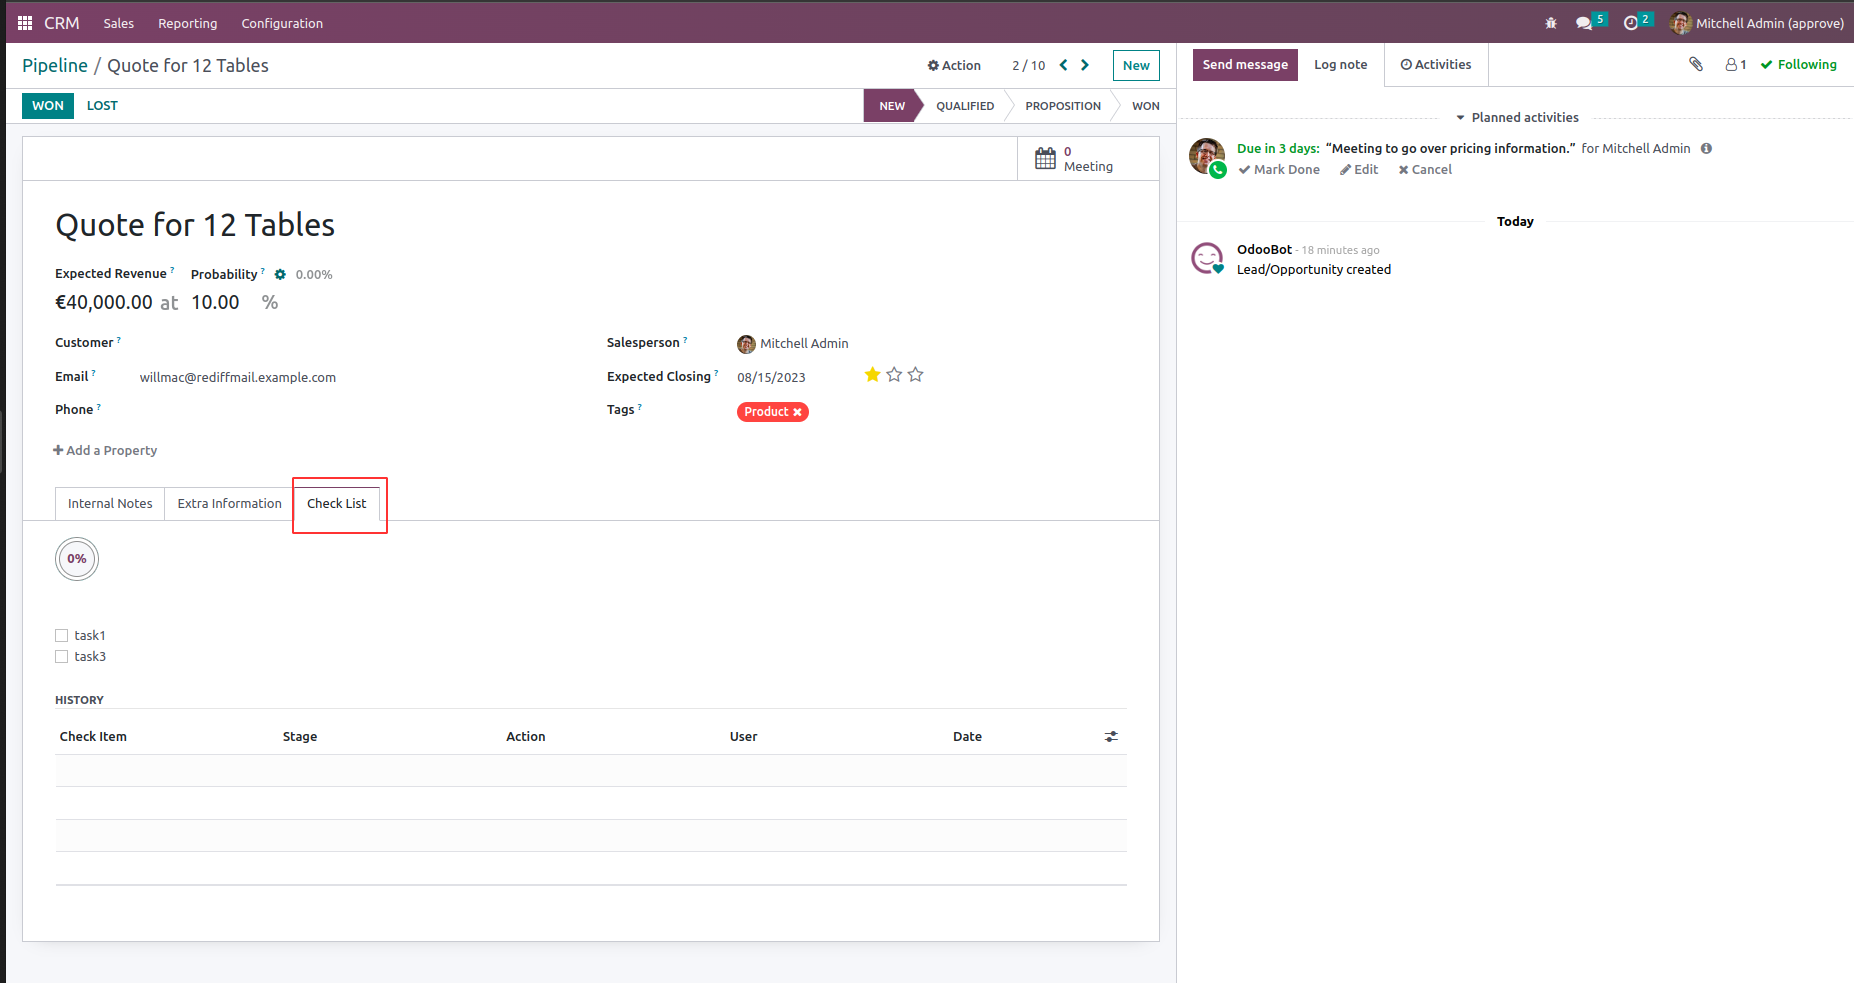 CRM Sales Reporting Configuration 5 2 Mitchell Admin (approve)
Pipeline / Quote for 12 Tables Action 2 / 10 New
Send message Log note Activities 1 Following
WON LOST NEW QUALIFIED PROPOSITION WON
0
Meeting
Quote for 12 Tables
Expected Revenue ? Probability ? 0.00%
€40,000.00 at 10.00 %
Customer ?
Email ? willmac@rediffmail.example.com
Phone ?
Salesperson ? Mitchell Admin
Expected Closing ? 08/15/2023
Tags ? Product
Add a Property
Internal Notes Extra Information Check List
0%
task1
task3
HISTORY
Check Item Stage Action User Date
Planned activities
Due in 3 days: “Meeting to go over pricing information.” for Mitchell Admin
Mark Done Edit Cancel
Today
OdooBot - 18 minutes ago
Lead/Opportunity created